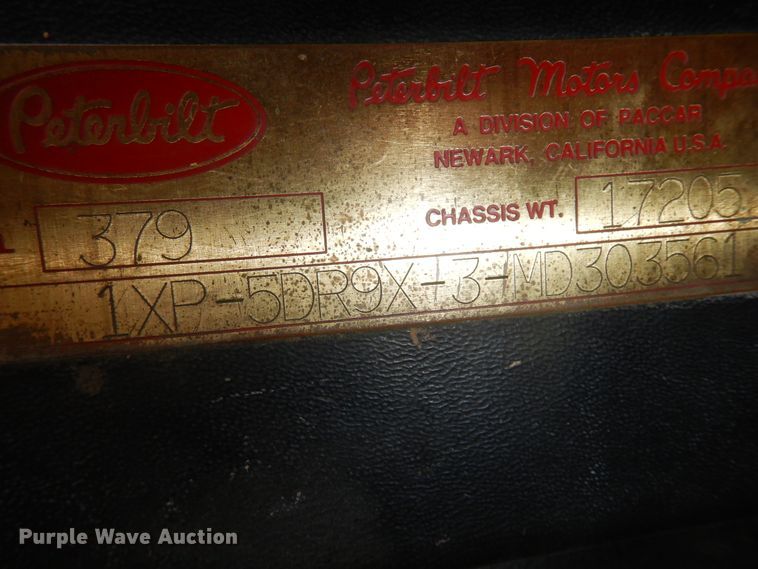 Peterbilt
Peterbilt Motors Compa
A DIVISION OF PACCAR
NEWARK, CALIFORNIA U.S.A.
379
CHASSIS WT. 17205
1XP-5DR9X-3-MD303561
Purple Wave Auction